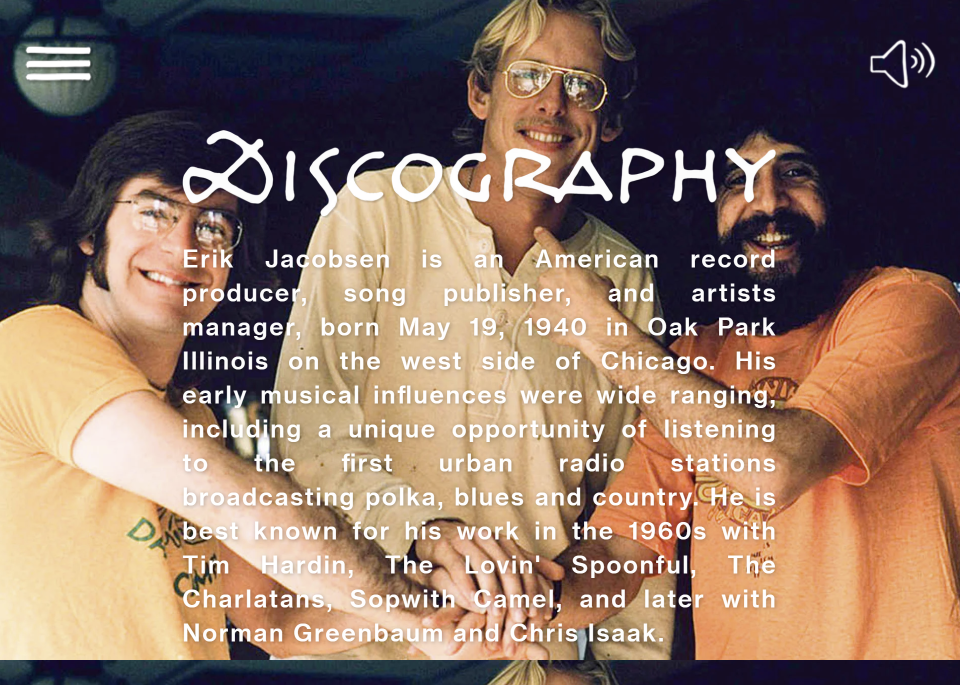 DISCOGRAPHY
Erik Jacobsen is an American record
producer, song publisher, and artists
manager, born May 19, 1940 in Oak Park
Illinois on the west side of Chicago. His
early musical influences were wide ranging,
including a unique opportunity of listening
to the first urban radio stations
broadcasting polka, blues and country. He is
best known for his work in the 1960s with
Tim Hardin, The Lovin' Spoonful, The
Charlatans, Sopwith Camel, and later with
Norman Greenbaum and Chris Isaak.